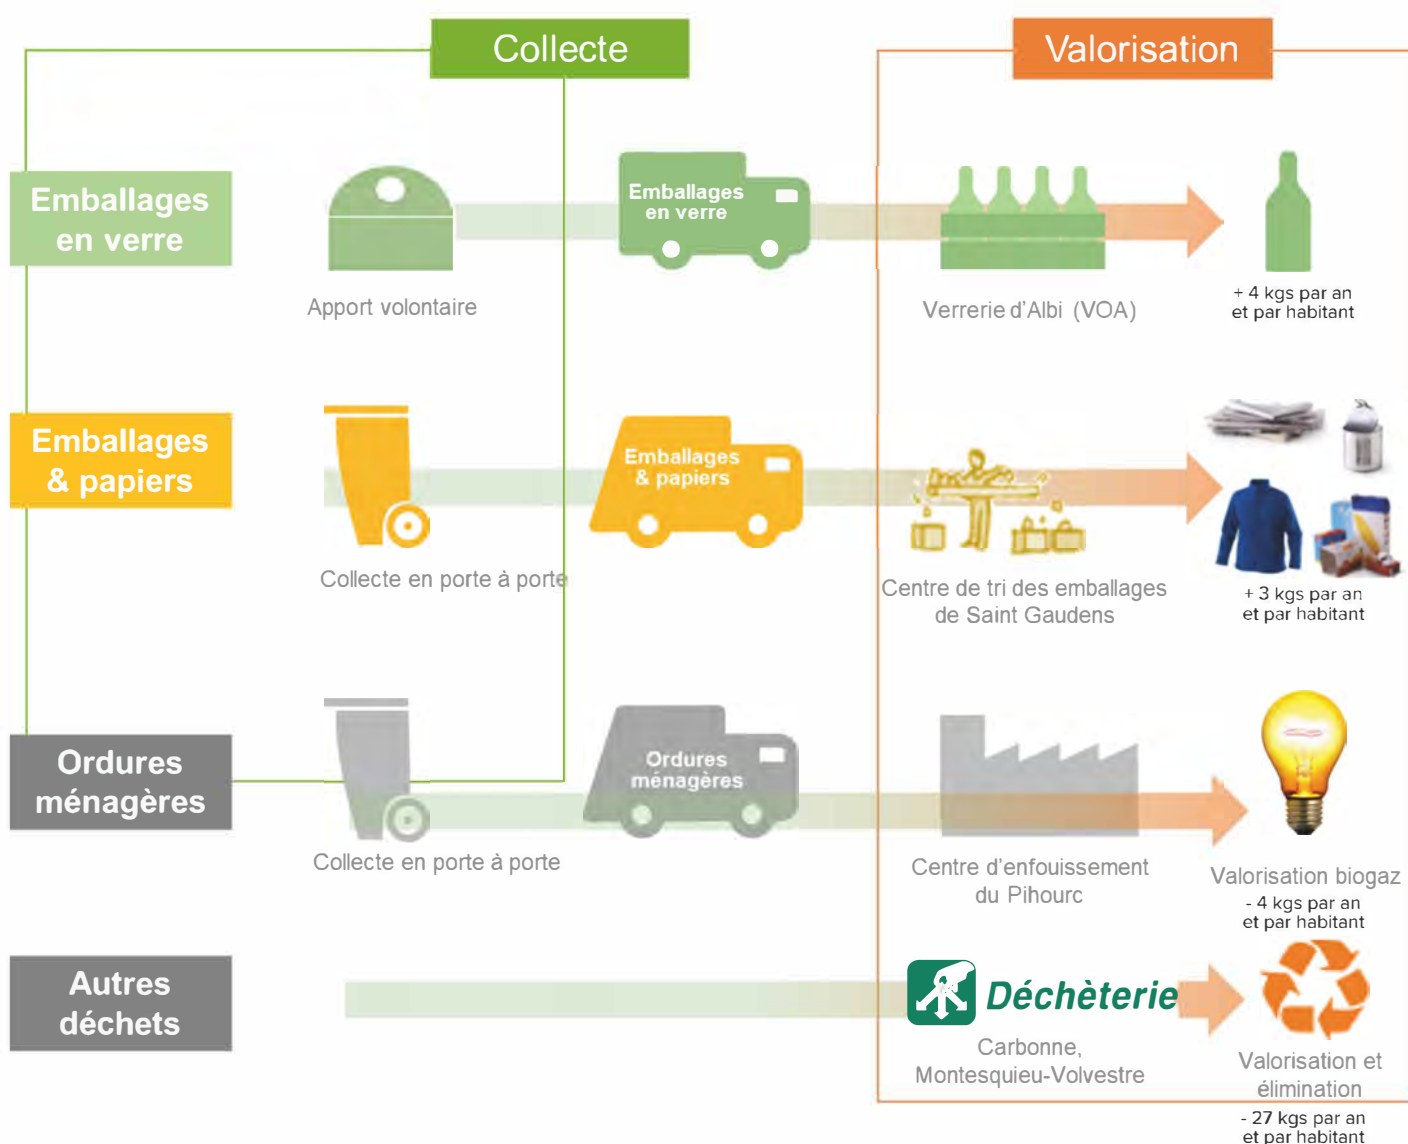 Collecte
Valorisation
Emballages
en verre
Emballages
en verre
Apport volontaire
Verrerie d'Albi (VOA)
+ 4 kgs par an
et par habitant
Emballages
& papiers
Emballages
& papiers
Collecte en porte à porte
Centre de tri des emballages
de Saint Gaudens
+ 3 kgs par an
et par habitant
Ordures
ménagères
Ordures
ménagères
Collecte en porte à porte
Centre d'enfouissement
du Pihourc
Valorisation biogaz
- 4 kgs par an
et par habitant
Autres
déchets
Déchèterie
Carbonne,
Montesquieu-Volvestre
Valorisation et
élimination
- 27 kgs par an
et par habitant